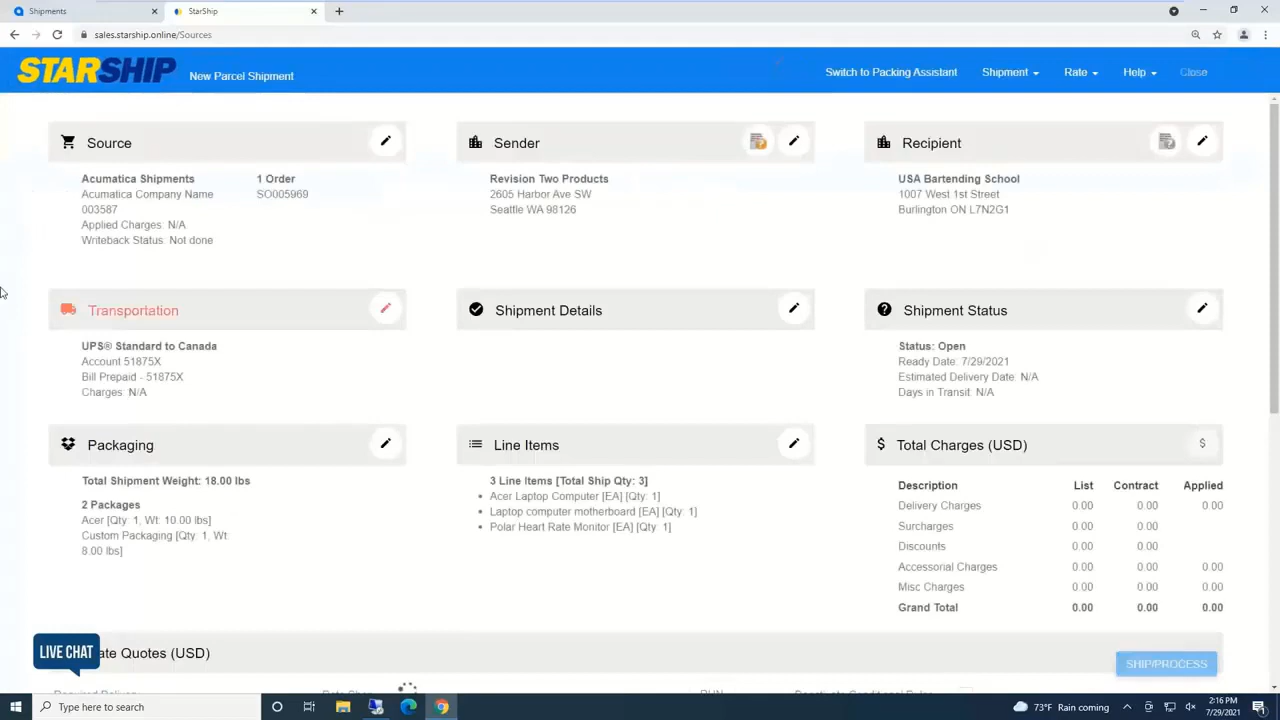 Shipments
StarShip
sales.starship.online/Sources
STARSHIP New Parcel Shipment
Switch to Packing Assistant Shipment Rate Help Close
Source
Acumatica Shipments
Acumatica Company Name
003587
Applied Charges: N/A
Writeback Status: Not done
1 Order
SO005969
Sender
Revision Two Products
2605 Harbor Ave SW
Seattle WA 98126
Recipient
USA Bartending School
1007 West 1st Street
Burlington ON L7N2G1
Transportation
UPS® Standard to Canada
Account 51875X
Bill Prepaid - 51875X
Charges: N/A
Shipment Details
Shipment Status
Status: Open
Ready Date: 7/29/2021
Estimated Delivery Date: N/A
Days in Transit: N/A
Packaging
Total Shipment Weight: 18.00 lbs
2 Packages
Acer [Qty: 1, Wt: 10.00 lbs]
Custom Packaging [Qty: 1, Wt:
8.00 lbs]
Line Items
3 Line Items [Total Ship Qty: 3]
• Acer Laptop Computer [EA] [Qty: 1]
• Laptop computer motherboard [EA] [Qty: 1]
• Polar Heart Rate Monitor [EA] [Qty: 1]
$ Total Charges (USD) $
Description List Contract Applied
Delivery Charges 0.00 0.00 0.00
Surcharges 0.00 0.00
Discounts 0.00 0.00
Accessorial Charges 0.00 0.00 0.00
Misc Charges 0.00 0.00 0.00
Grand Total 0.00 0.00 0.00
LIVE CHAT
ate Quotes (USD)
SHIP/PROCESS
Type here to search
73°F Rain coming
2:16 PM
7/29/2021